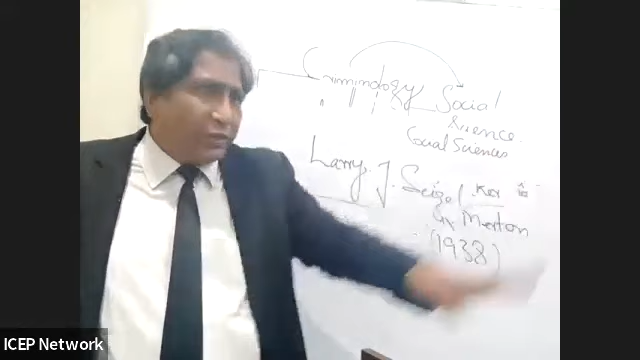 Criminology
Social
Science
Social Sciences
Larry. J. Seigel
Merton
(1938)
ICEP Network